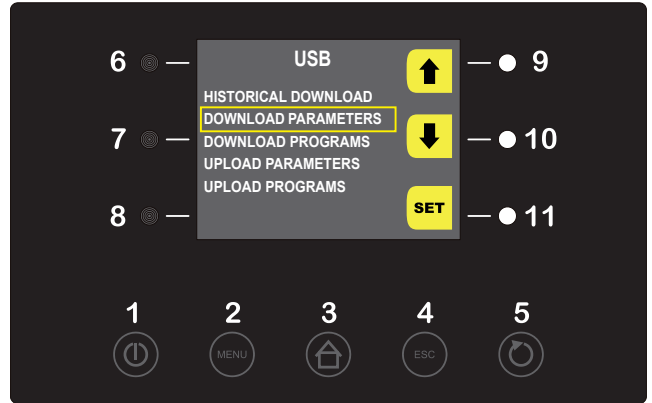 6
USB
9
HISTORICAL DOWNLOAD
DOWNLOAD PARAMETERS
7
DOWNLOAD PROGRAMS
10
UPLOAD PARAMETERS
UPLOAD PROGRAMS
8
SET
11
1
2
3
4
5
MENU
ESC